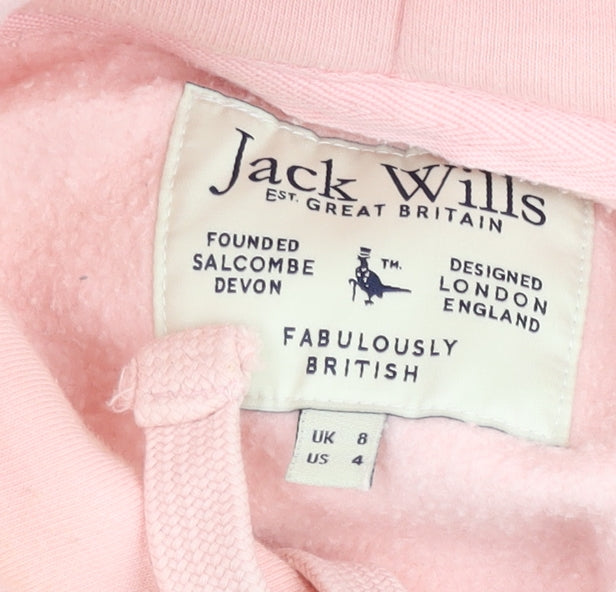 Jack Wills
EST. GREAT BRITAIN
FOUNDED
SALCOMBE
DEVON
TM.
DESIGNED
LONDON
ENGLAND
FABULOUSLY
BRITISH
UK 8
US 4